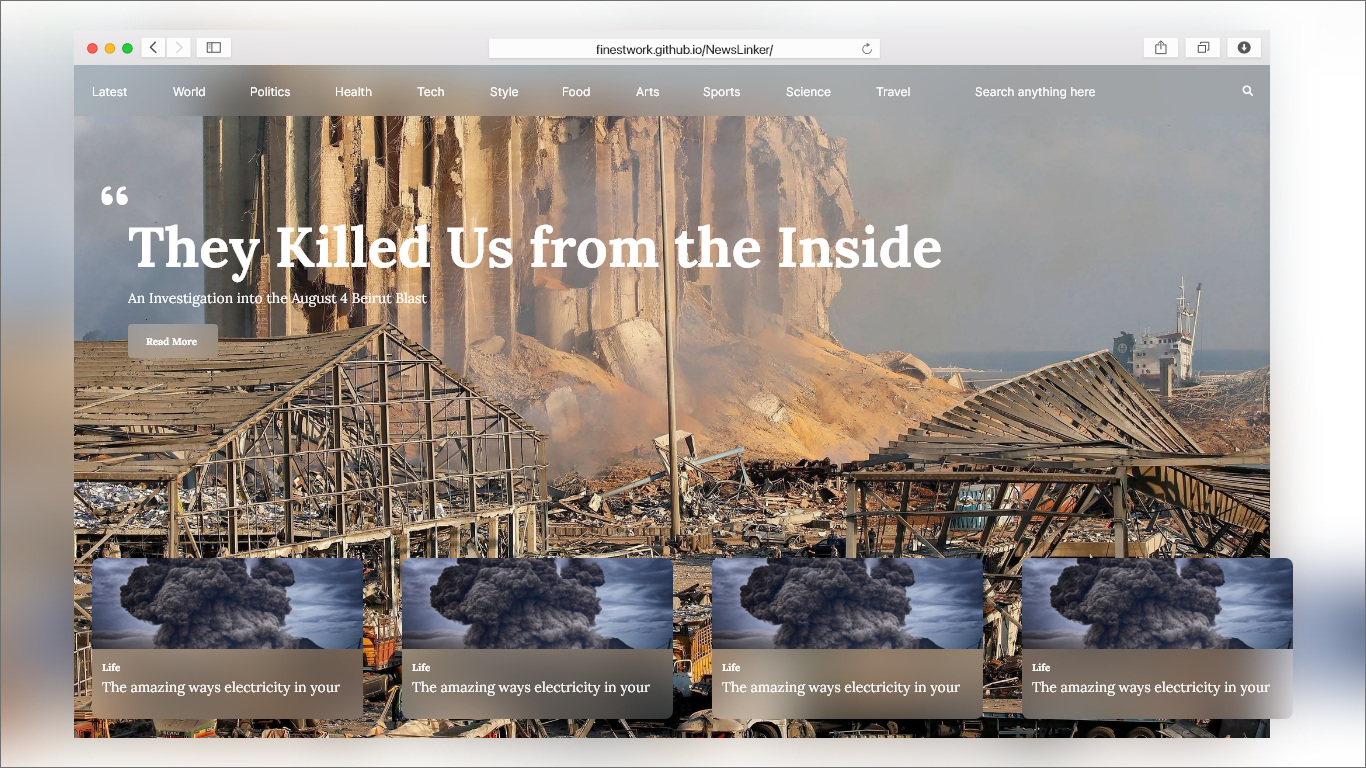 finestwork.github.io/NewsLinker/
Latest World Politics Health Tech Style Food Arts Sports Science Travel Search anything here
“
They Killed Us from the Inside
An Investigation into the August 4 Beirut Blast
Read More
Life Life Life Life
The amazing ways electricity in your The amazing ways electricity in your The amazing ways electricity in your The amazing ways electricity in your